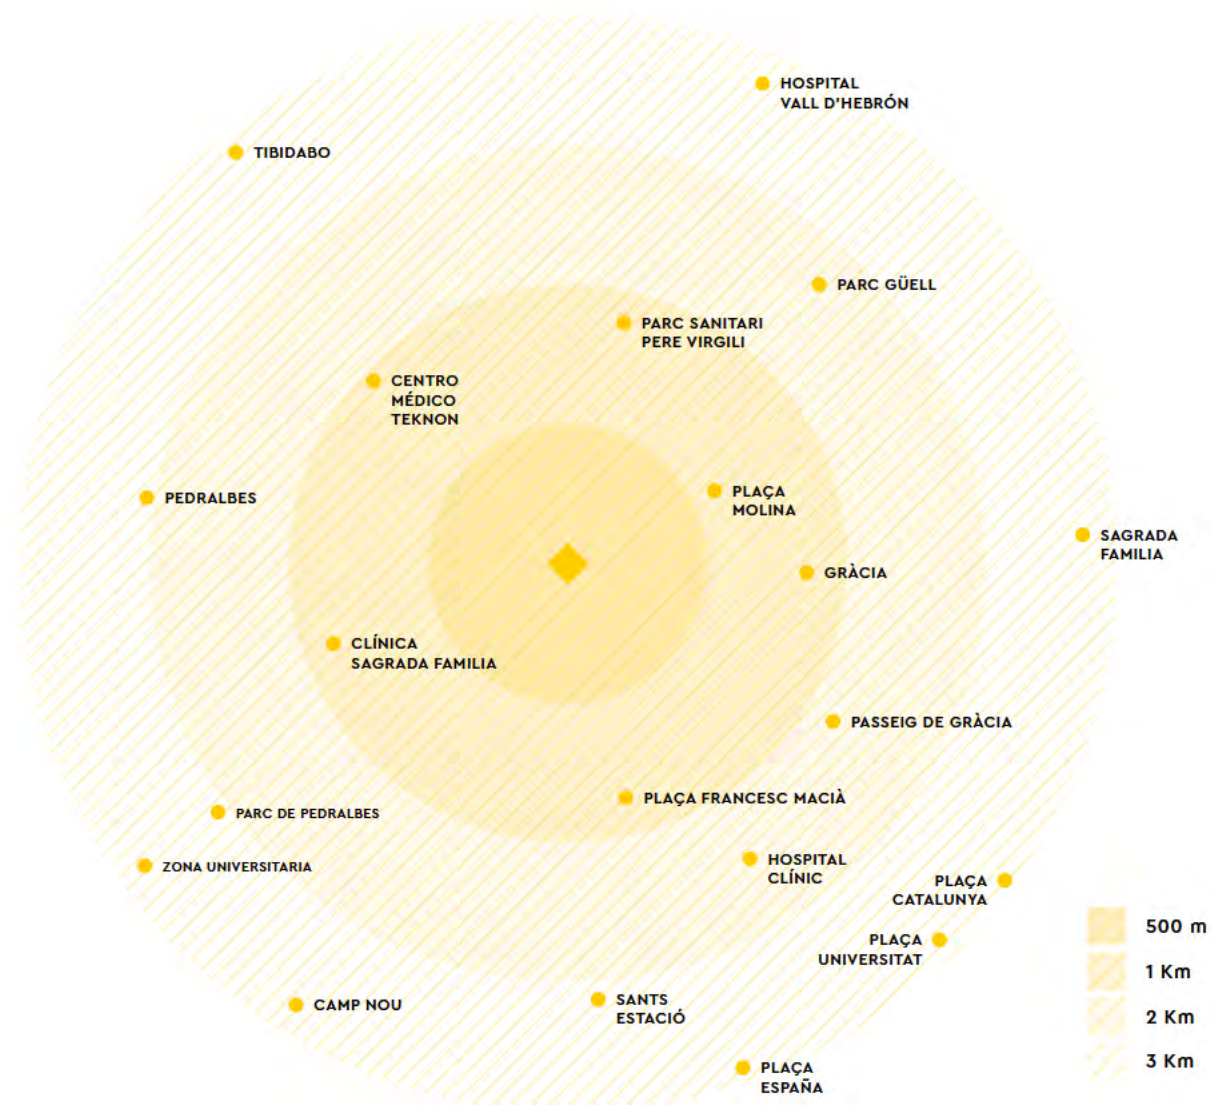 HOSPITAL
VALL D'HEBRÓN
TIBIDABO
PARC GÜELL
PARC SANITARI
PERE VIRGILI
CENTRO
MÉDICO
TEKNON
PEDRALBES
PLAÇA
MOLINA
SAGRADA
FAMILIA
GRÀCIA
CLÍNICA
SAGRADA FAMILIA
PASSEIG DE GRÀCIA
PLAÇA FRANCESC MACIÀ
PARC DE PEDRALBES
ZONA UNIVERSITARIA
HOSPITAL
CLÍNIC
PLAÇA
CATALUNYA
PLAÇA
UNIVERSITAT
CAMP NOU
SANTS
ESTACIÓ
PLAÇA
ESPAÑA
500 m
1 Km
2 Km
3 Km